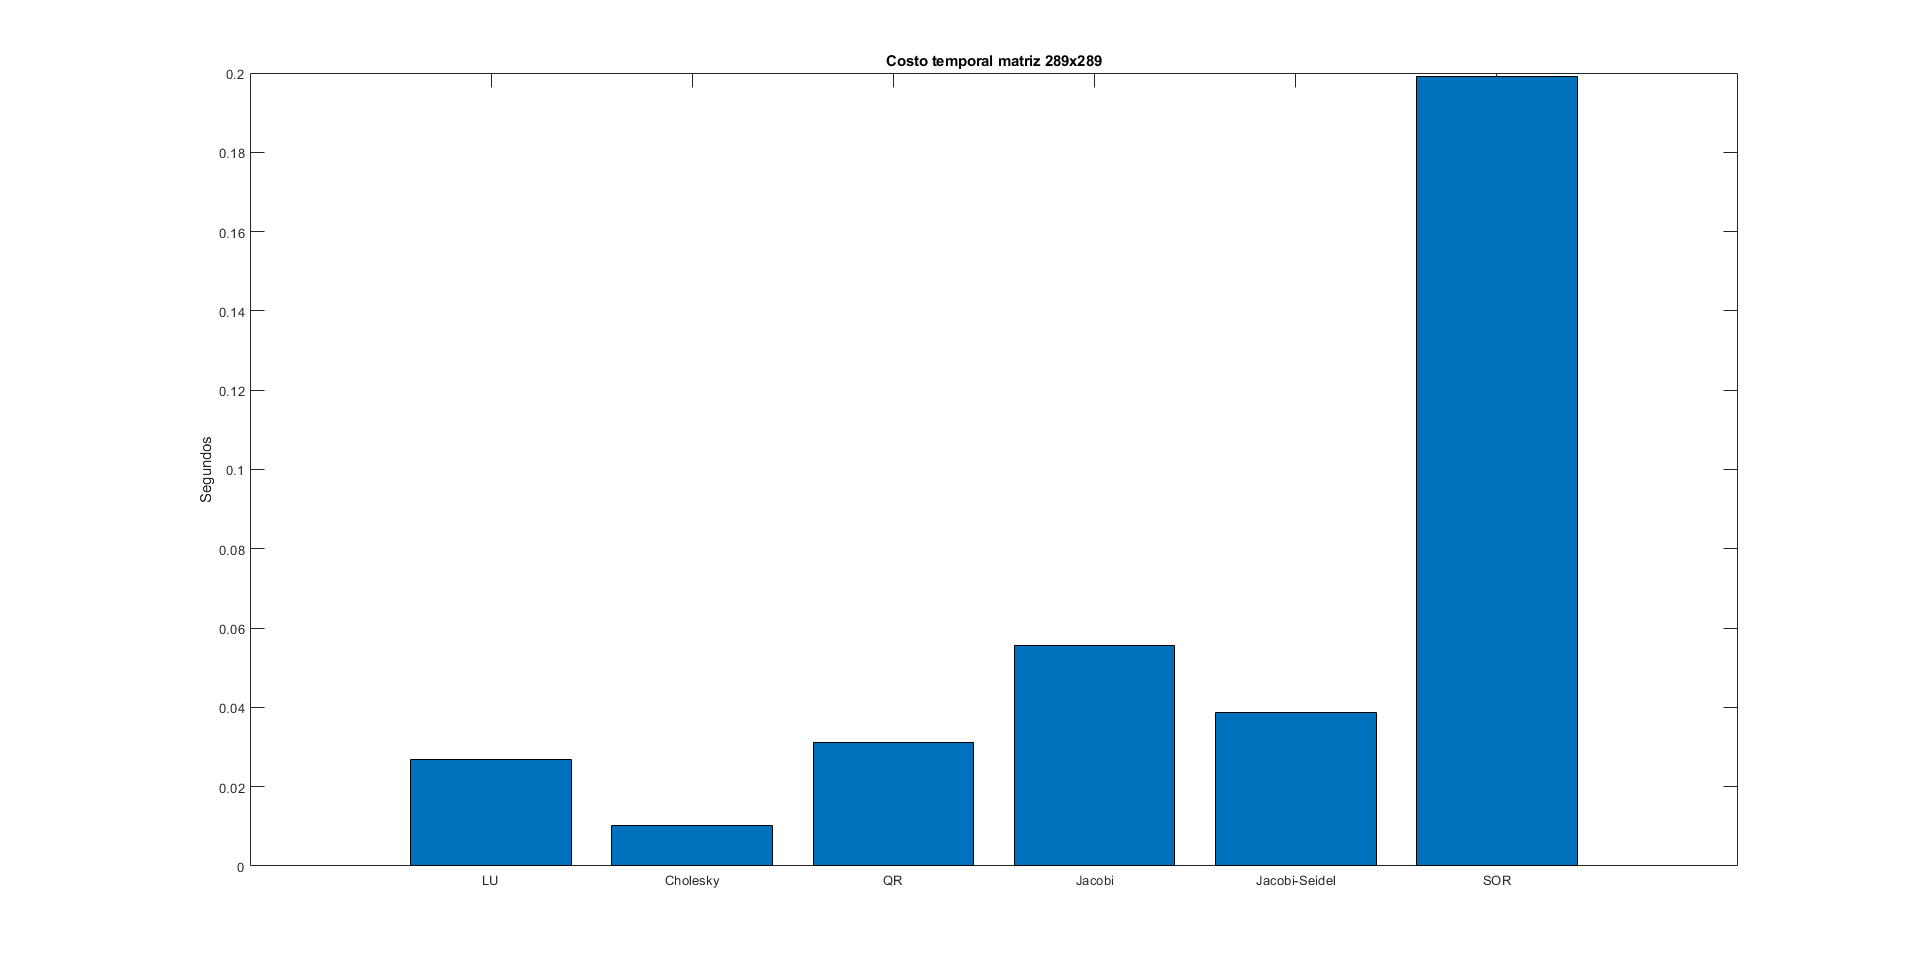 Costo temporal matriz 289x289
0.2
0.18
0.16
0.14
0.12
0.1
0.08
0.06
0.04
0.02
0
Segundos
LU
Cholesky
QR
Jacobi
Jacobi-Seidel
SOR